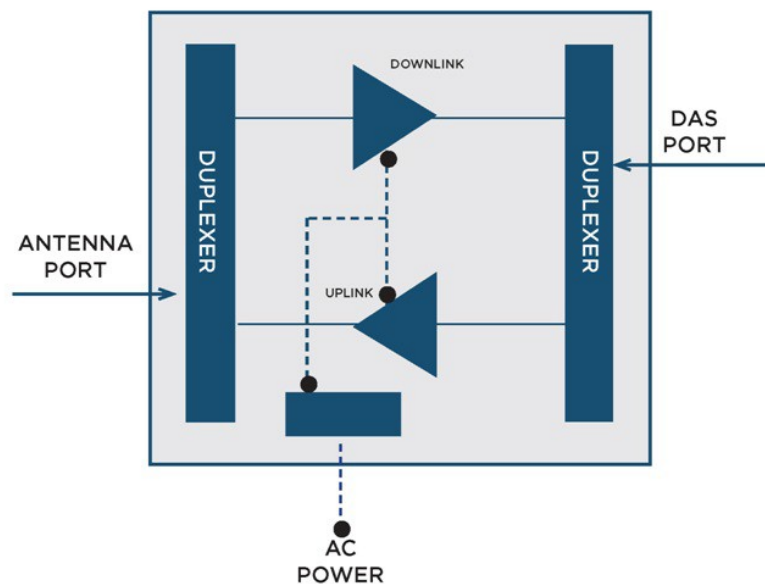 DOWNLINK
DAS
PORT
DUPLEXER
DUPLEXER
ANTENNA
PORT
UPLINK
AC
POWER